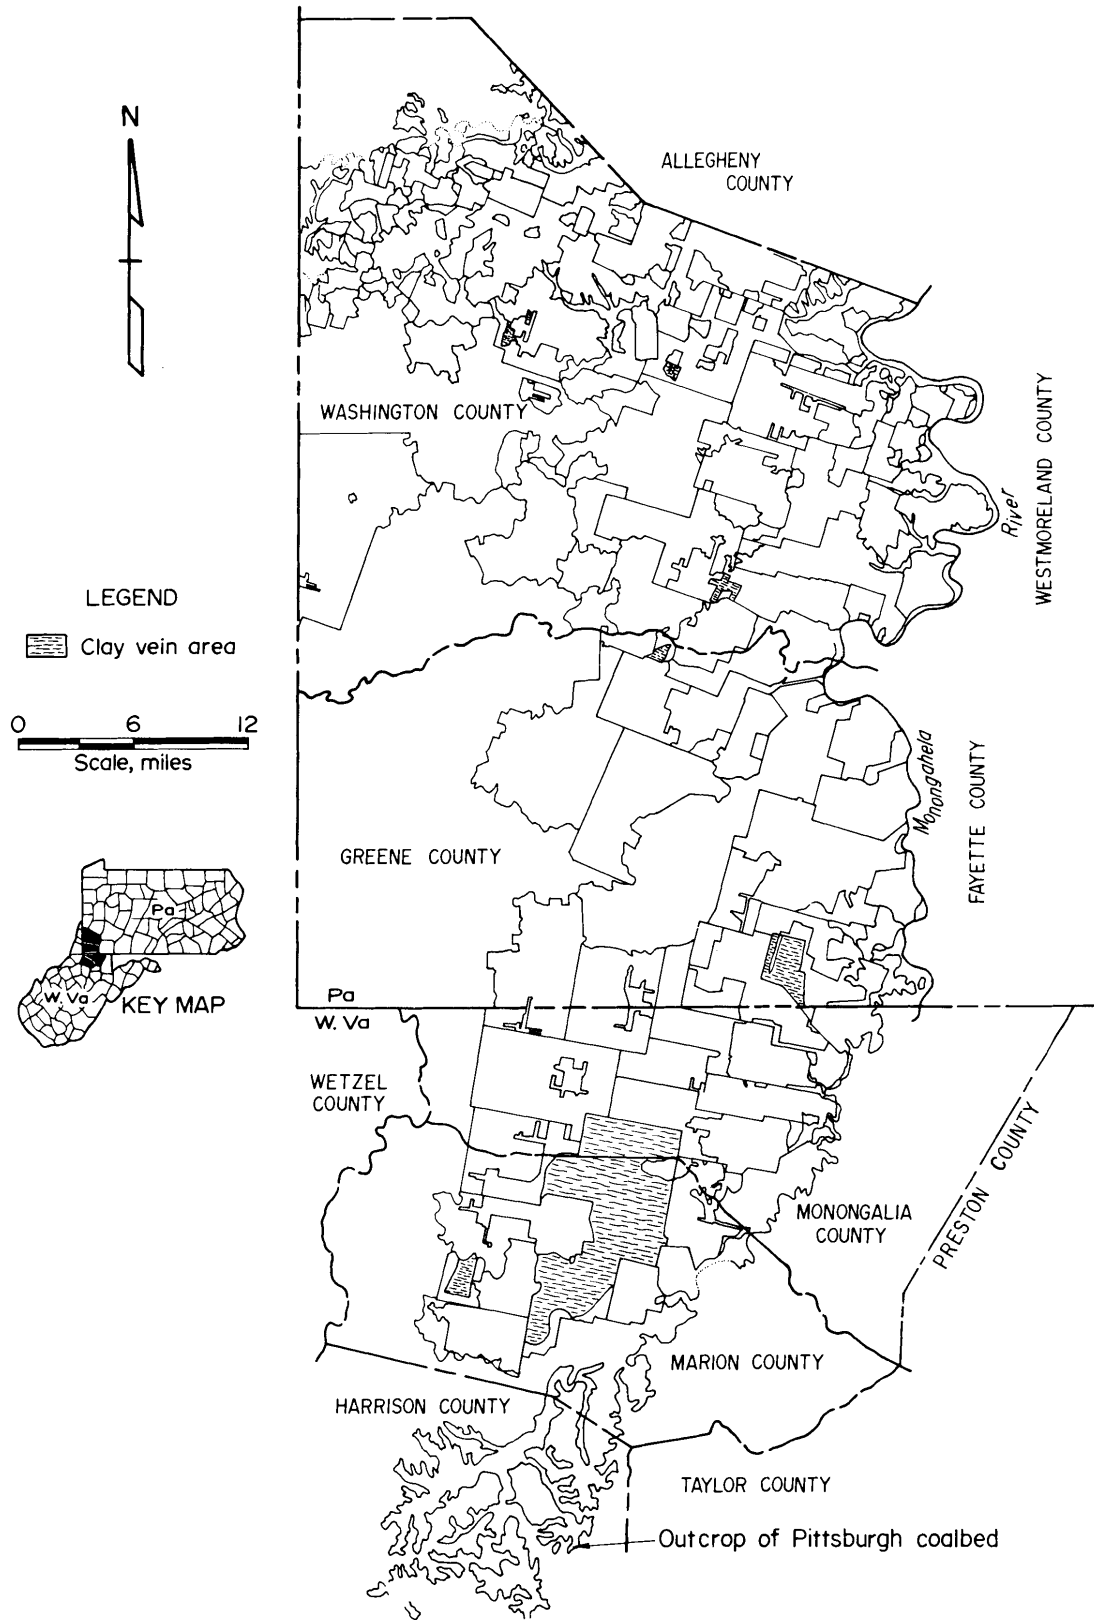 N
ALLEGHENY
COUNTY
WASHINGTON COUNTY
WESTMORELAND COUNTY
River
LEGEND
Clay vein area
0 6 12
Scale, miles
Monongahela
FAYETTE COUNTY
GREENE COUNTY
Pa
W. Va
KEY MAP
Pa
W. Va
WETZEL
COUNTY
PRESTON COUNTY
MONONGALIA
COUNTY
MARION COUNTY
HARRISON COUNTY
TAYLOR COUNTY
Outcrop of Pittsburgh coalbed